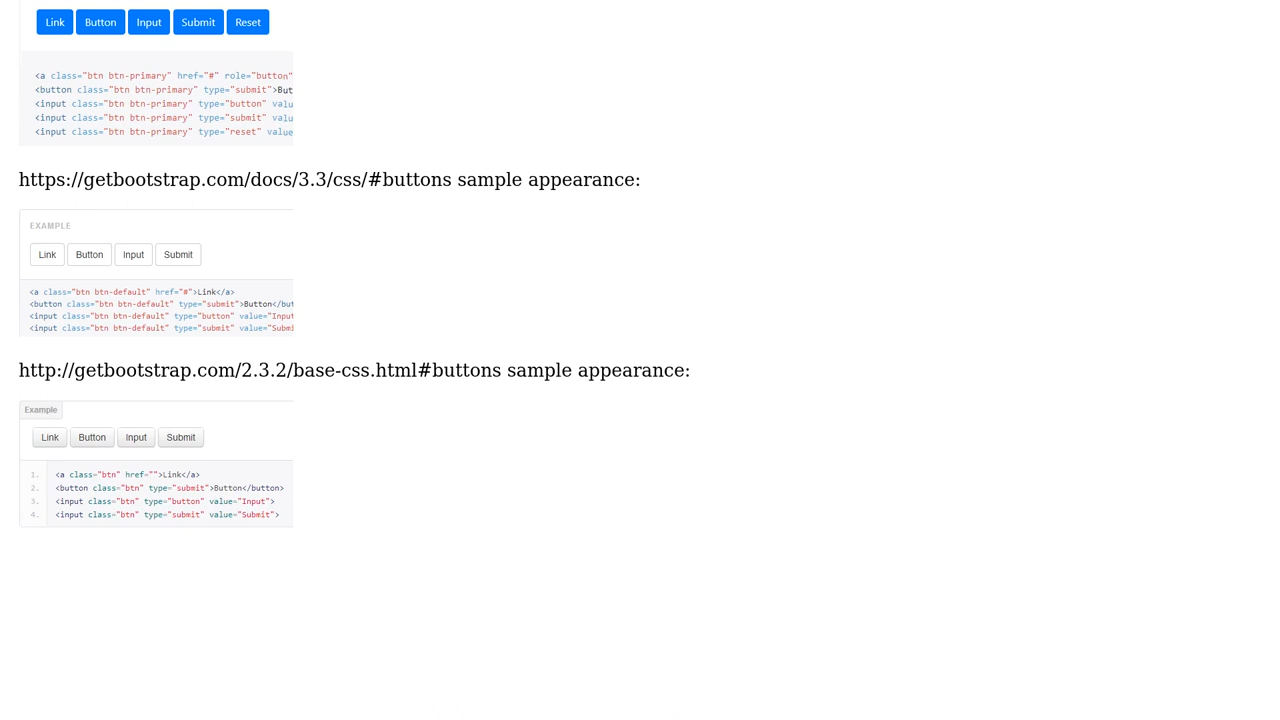 Link Button Input Submit Reset
<a class="btn btn-primary" href="#" role="button"
<button class="btn btn-primary" type="submit">But
<input class="btn btn-primary" type="button" valu
<input class="btn btn-primary" type="submit" valu
<input class="btn btn-primary" type="reset" value
https://getbootstrap.com/docs/3.3/css/#buttons sample appearance:
EXAMPLE
Link Button Input Submit
<a class="btn btn-default" href="#">Link</a>
<button class="btn btn-default" type="submit">Button</but
<input class="btn btn-default" type="button" value="Input
<input class="btn btn-default" type="submit" value="Submi
http://getbootstrap.com/2.3.2/base-css.html#buttons sample appearance:
Example
Link Button Input Submit
1. <a class="btn" href="">Link</a>
2. <button class="btn" type="submit">Button</button>
3. <input class="btn" type="button" value="Input">
4. <input class="btn" type="submit" value="Submit">